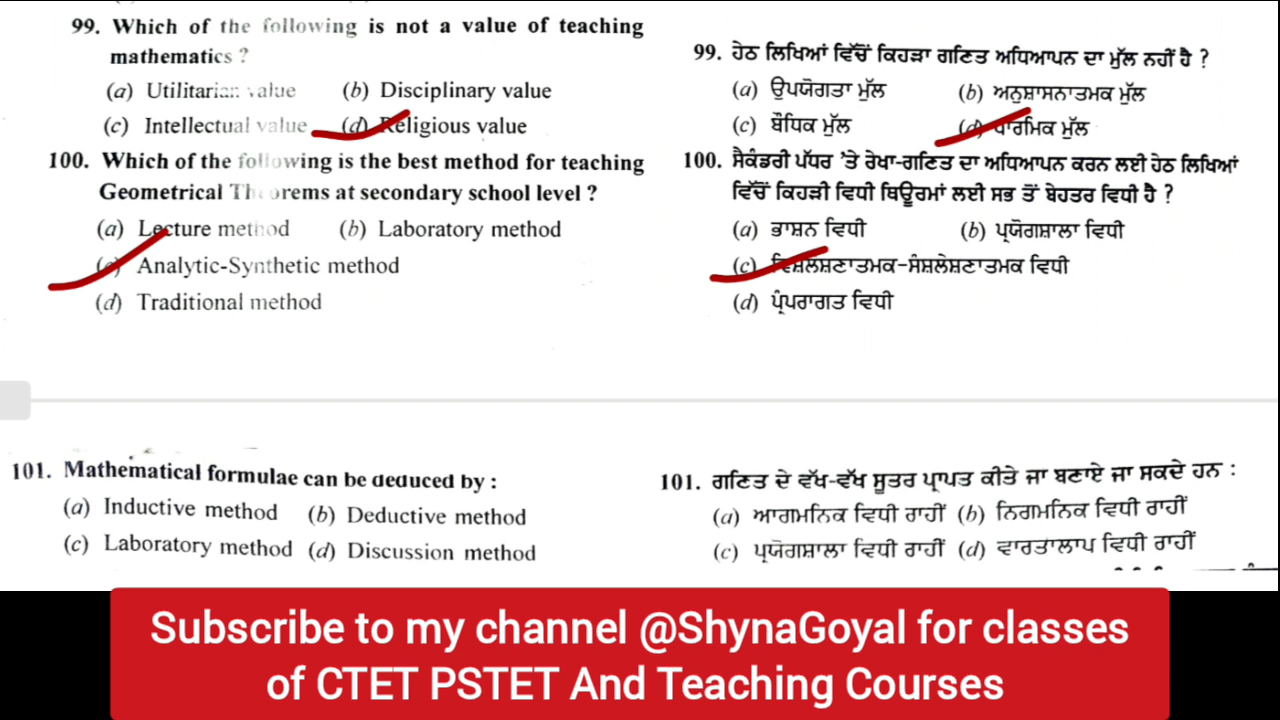 99. Which of the following is not a value of teaching
mathematics ?
(a) Utilitarian value (b) Disciplinary value
(c) Intellectual value (d) Religious value
100. Which of the following is the best method for teaching
Geometrical Theorems at secondary school level ?
(a) Lecture method (b) Laboratory method
(c) Analytic-Synthetic method
(d) Traditional method
99. ਹੇਠ ਲਿਖਿਆਂ ਵਿੱਚੋਂ ਕਿਹੜਾ ਗਣਿਤ ਅਧਿਆਪਨ ਦਾ ਮੁੱਲ ਨਹੀਂ ਹੈ ?
(a) ਉਪਯੋਗਤਾ ਮੁੱਲ (b) ਅਨੁਸ਼ਾਸਨਾਤਮਕ ਮੁੱਲ
(c) ਬੌਧਿਕ ਮੁੱਲ (d) ਧਾਰਮਿਕ ਮੁੱਲ
100. ਸੈਕੰਡਰੀ ਪੱਧਰ 'ਤੇ ਰੇਖਾ-ਗਣਿਤ ਦਾ ਅਧਿਆਪਨ ਕਰਨ ਲਈ ਹੇਠ ਲਿਖਿਆਂ
ਵਿੱਚੋਂ ਕਿਹੜੀ ਵਿਧੀ ਥਿਊਰਮਾਂ ਲਈ ਸਭ ਤੋਂ ਬੇਹਤਰ ਵਿਧੀ ਹੈ ?
(a) ਭਾਸ਼ਨ ਵਿਧੀ (b) ਪ੍ਰਯੋਗਸ਼ਾਲਾ ਵਿਧੀ
(c) ਵਿਸ਼ਲੇਸ਼ਣਾਤਮਕ-ਸੰਸ਼ਲੇਸ਼ਣਾਤਮਕ ਵਿਧੀ
(d) ਪ੍ਰੰਪਰਾਗਤ ਵਿਧੀ
101. Mathematical formulae can be deduced by :
(a) Inductive method (b) Deductive method
(c) Laboratory method (d) Discussion method
101. ਗਣਿਤ ਦੇ ਵੱਖ-ਵੱਖ ਸੂਤਰ ਪ੍ਰਾਪਤ ਕੀਤੇ ਜਾ ਬਣਾਏ ਜਾ ਸਕਦੇ ਹਨ :
(a) ਆਗਮਨਿਕ ਵਿਧੀ ਰਾਹੀਂ (b) ਨਿਗਮਨਿਕ ਵਿਧੀ ਰਾਹੀਂ
(c) ਪ੍ਰਯੋਗਸ਼ਾਲਾ ਵਿਧੀ ਰਾਹੀਂ (d) ਵਾਰਤਾਲਾਪ ਵਿਧੀ ਰਾਹੀਂ
Subscribe to my channel @ShynaGoyal for classes
of CTET PSTET And Teaching Courses